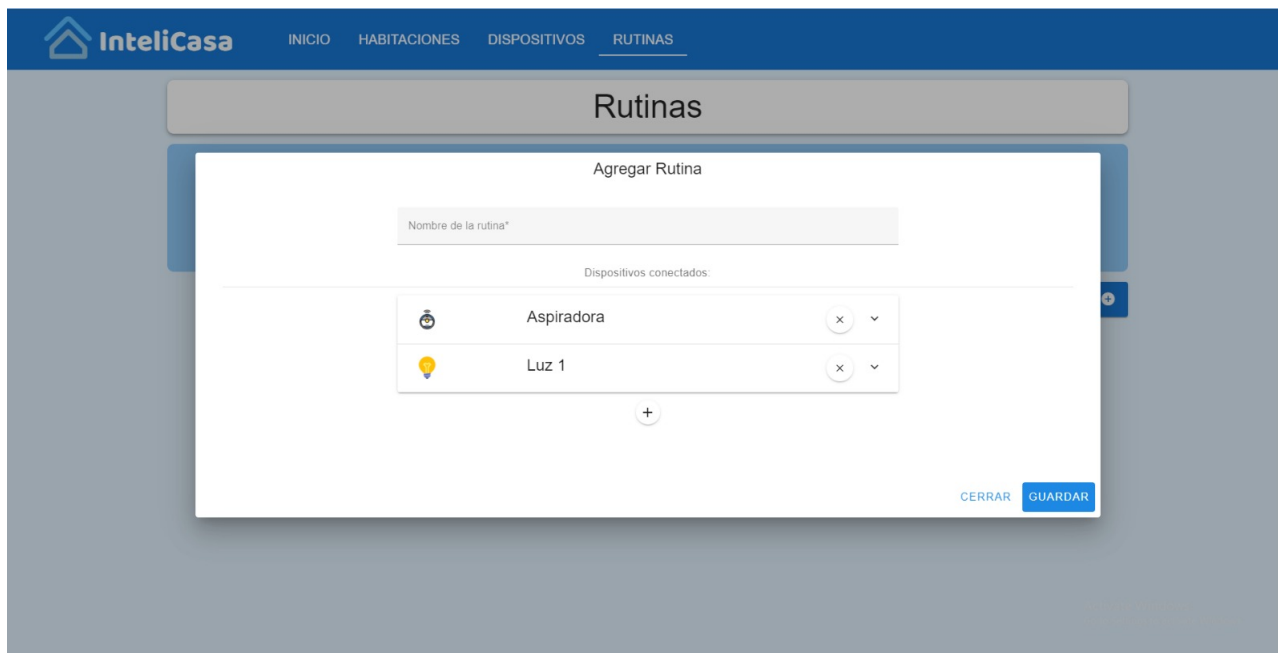 InteliCasa
INICIO HABITACIONES DISPOSITIVOS RUTINAS
Rutinas
Agregar Rutina
Nombre de la rutina*
Dispositivos conectados:
Aspiradora
Luz 1
CERRAR GUARDAR